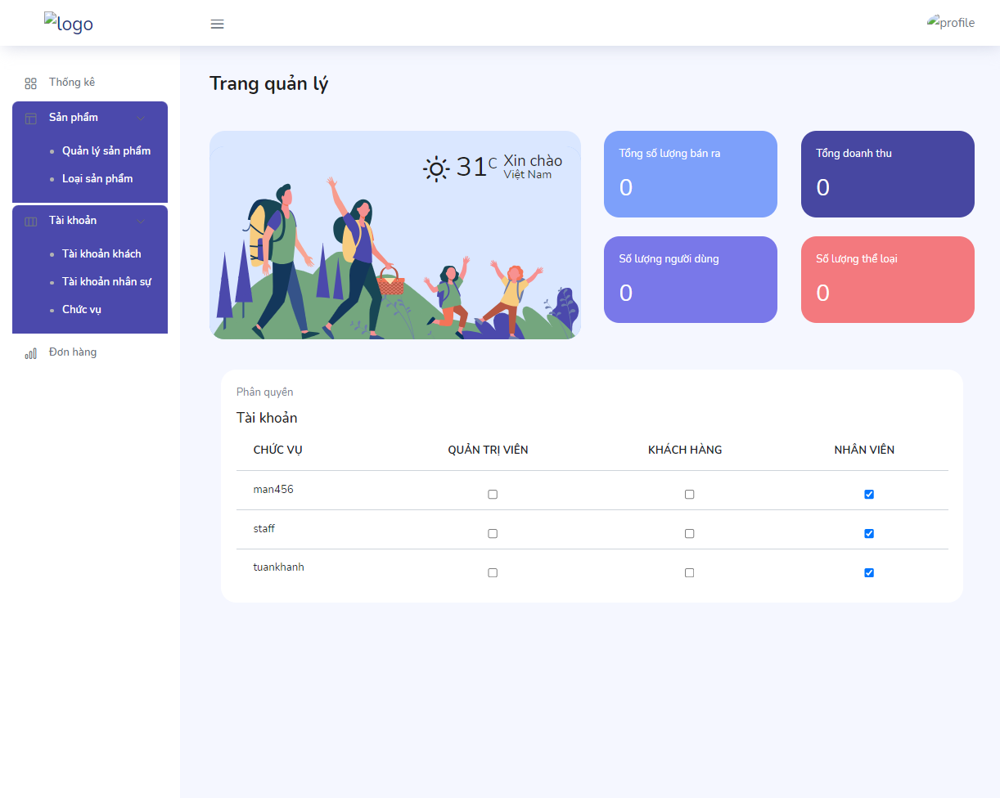 logo
profile
Thống kê
Sản phẩm
Quản lý sản phẩm
Loại sản phẩm
Tài khoản
Tài khoản khách
Tài khoản nhân sự
Chức vụ
Đơn hàng
Trang quản lý
31C Xin chào
Việt Nam
Tổng số lượng bán ra
0
Tổng doanh thu
0
Số lượng người dùng
0
Số lượng thể loại
0
Phân quyền
Tài khoản
CHỨC VỤ QUẢN TRỊ VIÊN KHÁCH HÀNG NHÂN VIÊN
man456
staff
tuankhanh